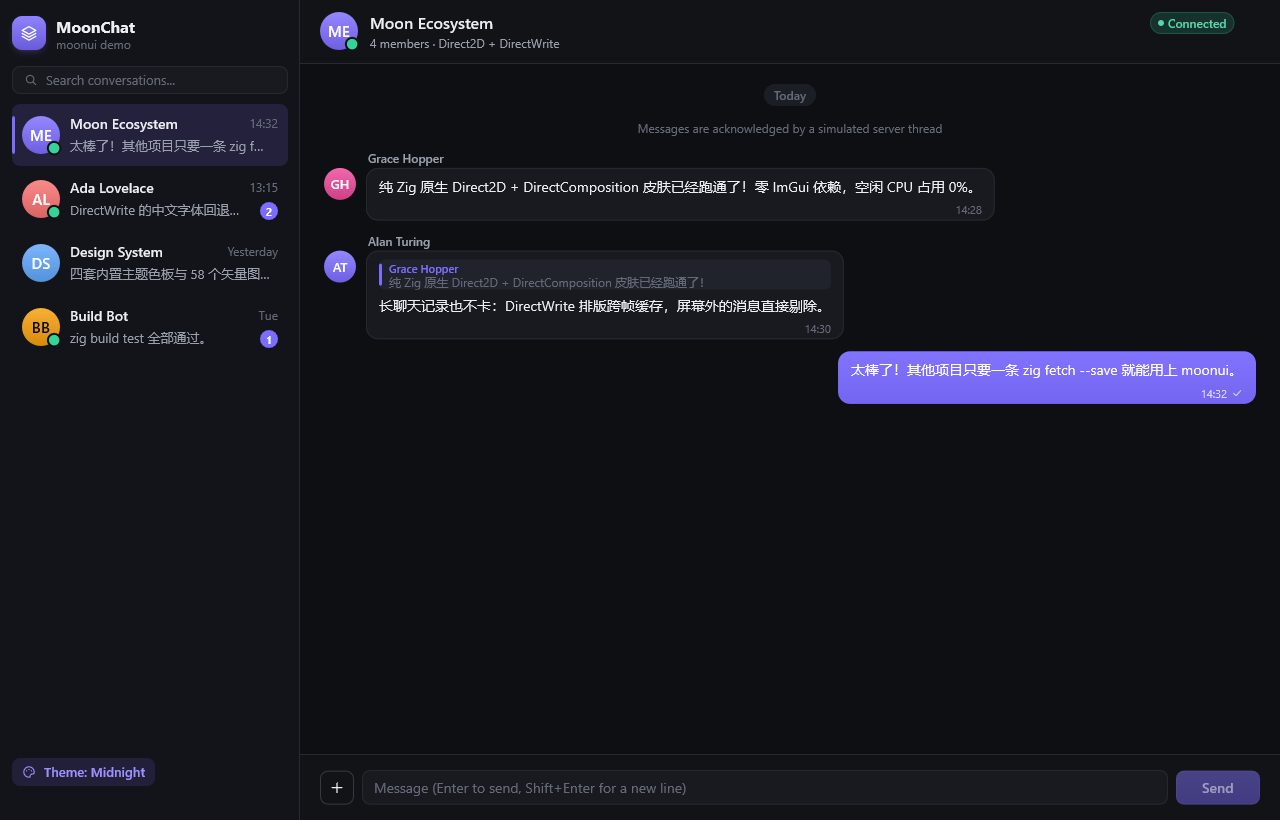 MoonChat
moonui demo
Search conversations...
ME
Moon Ecosystem
14:32
太棒了！其他项目只要一条 zig f...
AL
Ada Lovelace
13:15
DirectWrite 的中文字体回退...
2
DS
Design System
Yesterday
四套内置主题色板与 58 个矢量图...
BB
Build Bot
Tue
zig build test 全部通过。
1
Theme: Midnight
ME
Moon Ecosystem
4 members · Direct2D + DirectWrite
Connected
Today
Messages are acknowledged by a simulated server thread
Grace Hopper
GH
纯 Zig 原生 Direct2D + DirectComposition 皮肤已经跑通了！零 ImGui 依赖，空闲 CPU 占用 0%。
14:28
Alan Turing
AT
Grace Hopper
纯 Zig 原生 Direct2D + DirectComposition 皮肤已经跑通了！
长聊天记录也不卡：DirectWrite 排版跨帧缓存，屏幕外的消息直接剔除。
14:30
太棒了！其他项目只要一条 zig fetch --save 就能用上 moonui。
14:32 ✓
+
Message (Enter to send, Shift+Enter for a new line)
Send